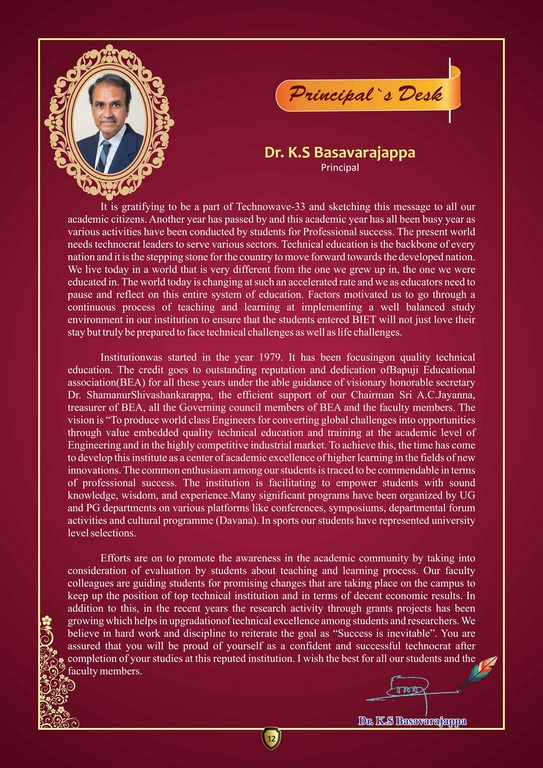 Principal`s Desk
Dr. K.S Basavarajappa
Principal
It is gratifying to be a part of Technowave-33 and sketching this message to all our
academic citizens. Another year has passed by and this academic year has all been busy year as
various activities have been conducted by students for Professional success. The present world
needs technocrat leaders to serve various sectors. Technical education is the backbone of every
nation and it is the stepping stone for the country to move forward towards the developed nation.
We live today in a world that is very different from the one we grew up in, the one we were
educated in. The world today is changing at such an accelerated rate and we as educators need to
pause and reflect on this entire system of education. Factors motivated us to go through a
continuous process of teaching and learning at implementing a well balanced study
environment in our institution to ensure that the students entered BIET will not just love their
stay but truly be prepared to face technical challenges as well as life challenges.
Institutionwas started in the year 1979. It has been focusingon quality technical
education. The credit goes to outstanding reputation and dedication ofBapuji Educational
association(BEA) for all these years under the able guidance of visionary honorable secretary
Dr. ShamanurShivashankarappa, the efficient support of our Chairman Sri A.C.Jayanna,
treasurer of BEA, all the Governing council members of BEA and the faculty members. The
vision is “To produce world class Engineers for converting global challenges into opportunities
through value embedded quality technical education and training at the academic level of
Engineering and in the highly competitive industrial market. To achieve this, the time has come
to develop this institute as a center of academic excellence of higher learning in the fields of new
innovations. The common enthusiasm among our students is traced to be commendable in terms
of professional success. The institution is facilitating to empower students with sound
knowledge, wisdom, and experience.Many significant programs have been organized by UG
and PG departments on various platforms like conferences, symposiums, departmental forum
activities and cultural programme (Davana). In sports our students have represented university
level selections.
Efforts are on to promote the awareness in the academic community by taking into
consideration of evaluation by students about teaching and learning process. Our faculty
colleagues are guiding students for promising changes that are taking place on the campus to
keep up the position of top technical institution and in terms of decent economic results. In
addition to this, in the recent years the research activity through grants projects has been
growing which helps in upgradationof technical excellence among students and researchers. We
believe in hard work and discipline to reiterate the goal as “Success is inevitable”. You are
assured that you will be proud of yourself as a confident and successful technocrat after
completion of your studies at this reputed institution. I wish the best for all our students and the
faculty members.
Dr. K.S Basavarajappa
12